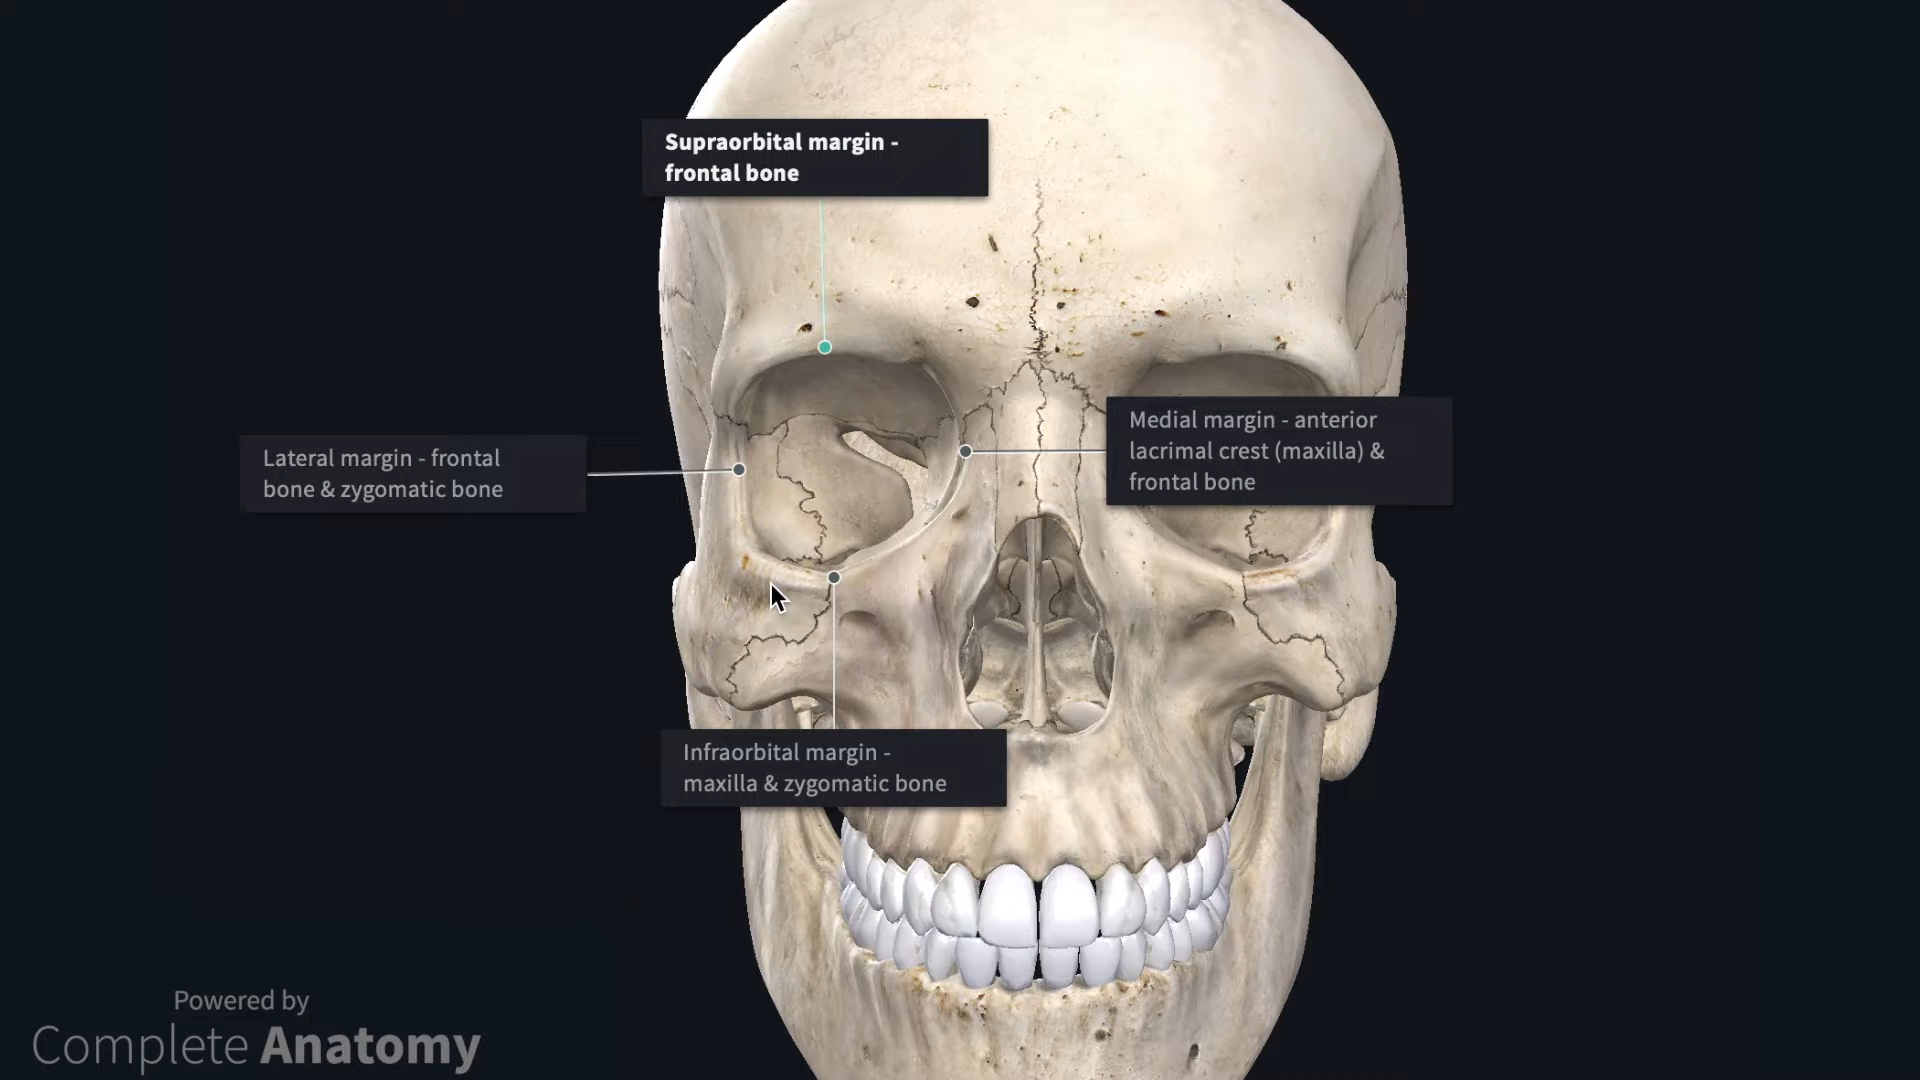 Supraorbital margin -
frontal bone
Lateral margin - frontal
bone & zygomatic bone
Medial margin - anterior
lacrimal crest (maxilla) &
frontal bone
Infraorbital margin -
maxilla & zygomatic bone
Powered by
Complete Anatomy